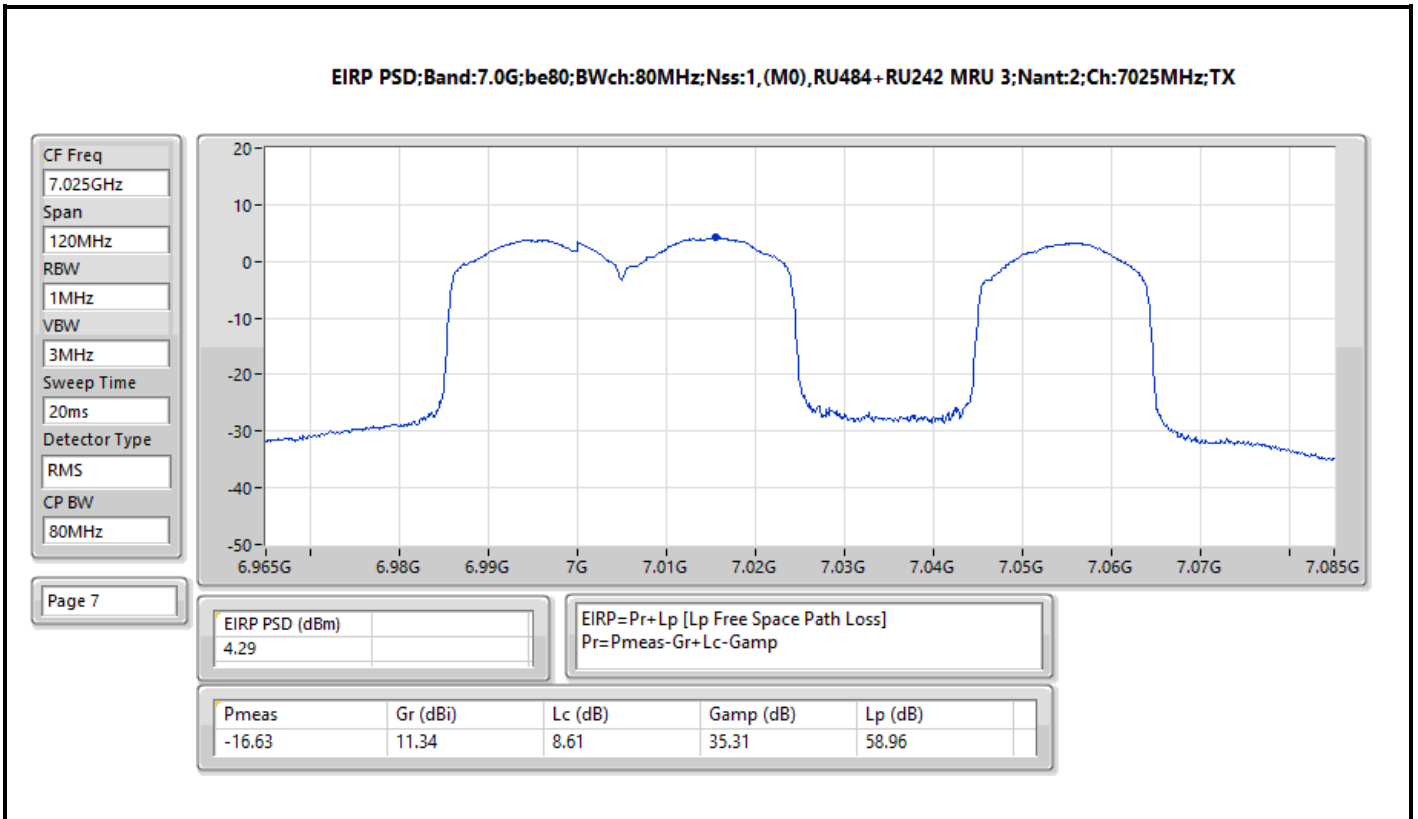 EIRP PSD;Band:7.0G;be80;BWch:80MHz;Nss:1,(M0),RU484+RU242 MRU 3;Nant:2;Ch:7025MHz;TX
CF Freq
7.025GHz
Span
120MHz
RBW
1MHz
VBW
3MHz
Sweep Time
20ms
Detector Type
RMS
CP BW
80MHz
Page 7
20
10
0
-10
-20
-30
-40
-50
6.965G 6.98G 6.99G 7G 7.01G 7.02G 7.03G 7.04G 7.05G 7.06G 7.07G 7.085G
EIRP PSD (dBm)
4.29
EIRP=Pr+Lp [Lp Free Space Path Loss]
Pr=Pmeas-Gr+Lc-Gamp
Pmeas Gr (dBi) Lc (dB) Gamp (dB) Lp (dB)
-16.63 11.34 8.61 35.31 58.96